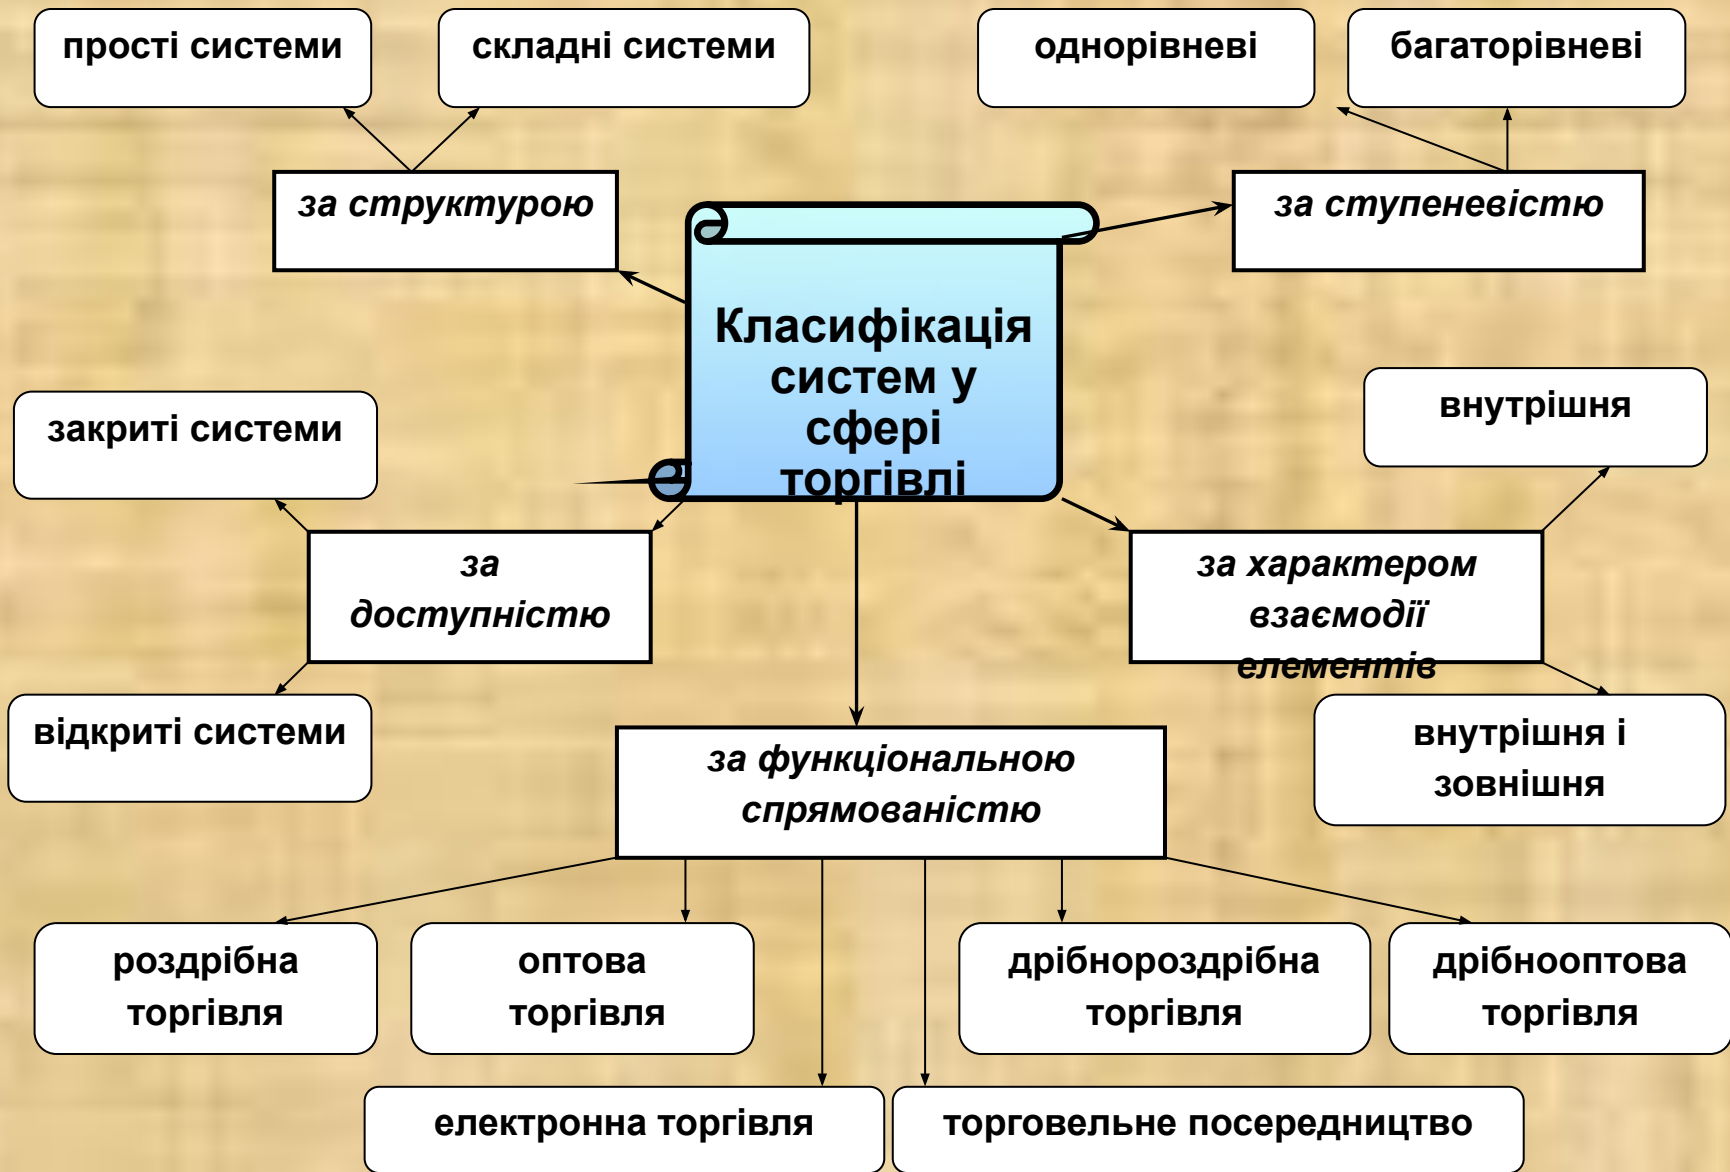 прості системи
складні системи
однорівневі
багаторівневі
за структурою
за ступеневістю
Класифікація
систем у
сфері
торгівлі
закриті системи
внутрішня
за
доступністю
за характером
взаємодії
елементів
відкриті системи
внутрішня і
зовнішня
за функціональною
спрямованістю
роздрібна
торгівля
оптова
торгівля
дрібнороздрібна
торгівля
дрібнооптова
торгівля
електронна торгівля
торговельне посередництво